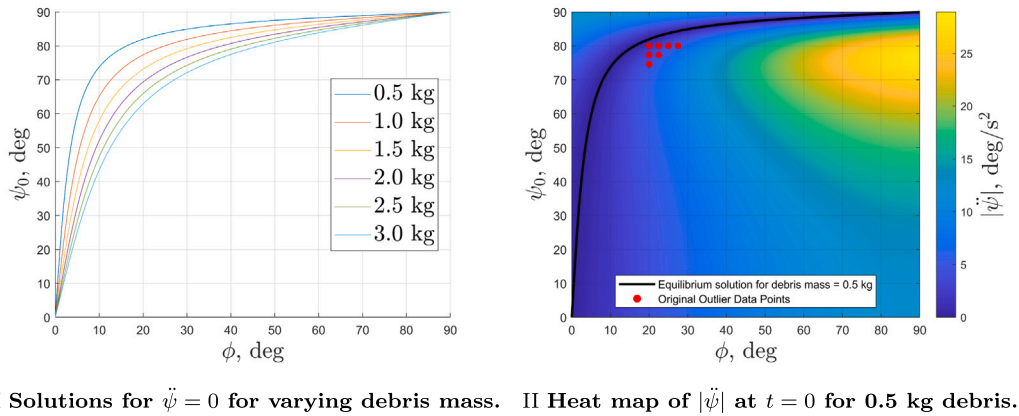 90
80
70
60
50
40
30
20
10
0
ψ₀, deg
0 10 20 30 40 50 60 70 80 90
ϕ, deg
0.5 kg
1.0 kg
1.5 kg
2.0 kg
2.5 kg
3.0 kg
Solutions for ψ̈ = 0 for varying debris mass.
90
80
70
60
50
40
30
20
10
0
ψ₀, deg
0 10 20 30 40 50 60 70 80 90
ϕ, deg
Equilibrium solution for debris mass = 0.5 kg
Original Outlier Data Points
25
20
15
10
5
0
|ψ̈|, deg/s²
II Heat map of |ψ̈| at t = 0 for 0.5 kg debris.